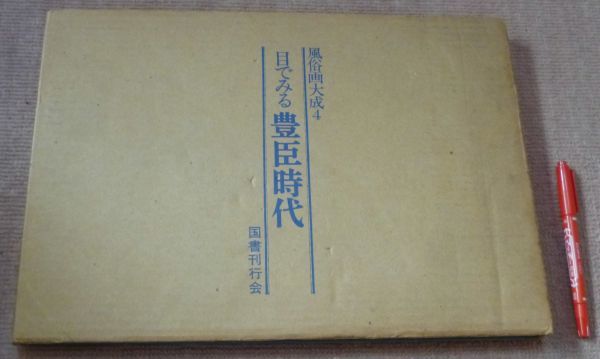 風俗画大成4
目でみる豊臣時代
国書刊行会